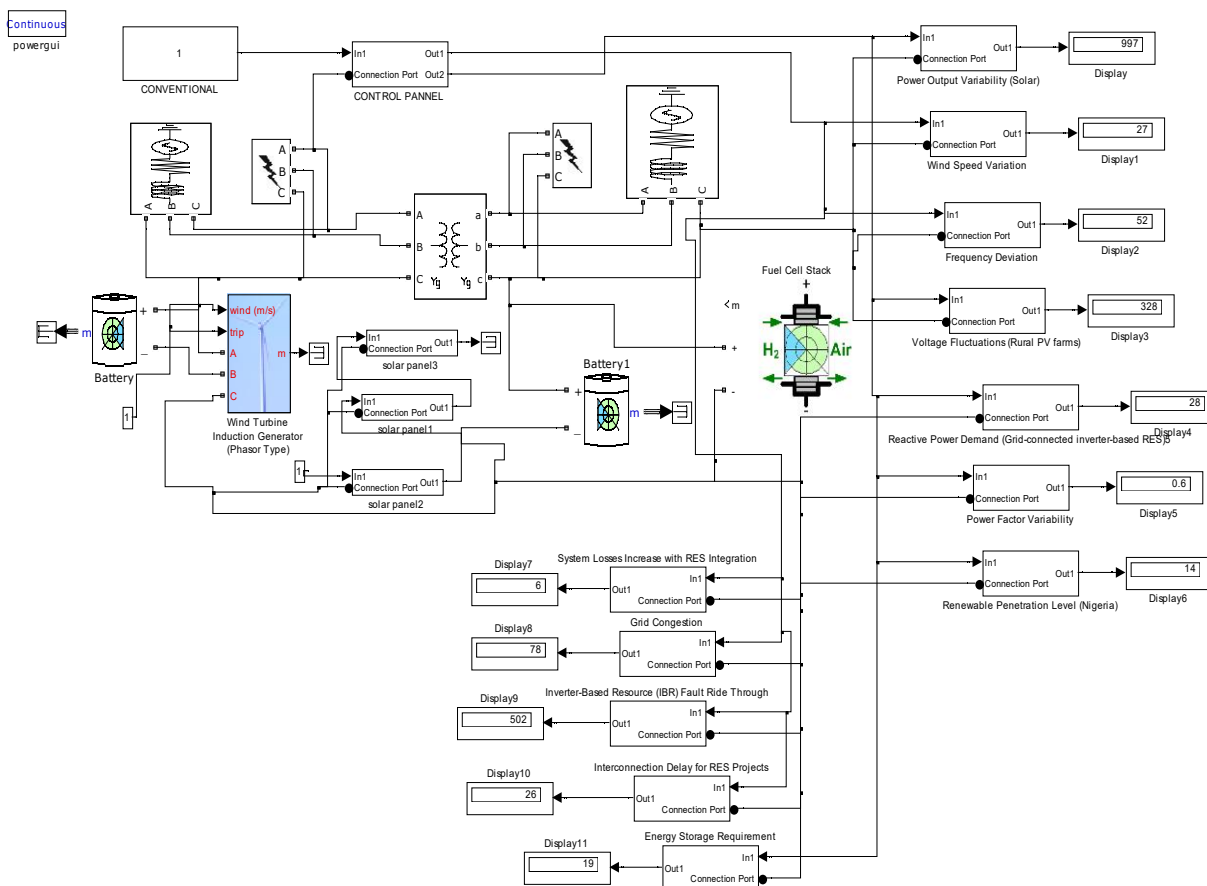 Continuous
powergui
1
CONVENTIONAL
In1
Connection Port
Out1
Out2
CONTROL PANNEL
In1
Connection Port
Out1
Power Output Variability (Solar)
997
Display
In1
Connection Port
Out1
Wind Speed Variation
27
Display1
In1
Connection Port
Out1
Frequency Deviation
52
Display2
In1
Connection Port
Out1
Voltage Fluctuations (Rural PV farms)
328
Display3
In1
Connection Port
Out1
Reactive Power Demand (Grid-connected inverter-based RES)5
28
Display4
In1
Connection Port
Out1
Power Factor Variability
0.6
Display5
In1
Connection Port
Out1
Renewable Penetration Level (Nigeria)
14
Display6
A
B
C
A
B
C
A
B
C
A
B
C
A
B
C
a
b
c
Yg
Yg
+
–
m
Battery
1
wind (m/s)
trip
A
B
C
m
Wind Turbine
Induction Generator
(Phasor Type)
In1
Connection Port
Out1
solar panel3
In1
Connection Port
Out1
solar panel1
1
In1
Connection Port
Out1
solar panel2
Battery1
+
–
m
Fuel Cell Stack
+
<m
+
-
H2
Air
-
System Losses Increase with RES Integration
Display7
6
Out1
In1
Connection Port
Grid Congestion
Display8
78
Out1
In1
Connection Port
Inverter-Based Resource (IBR) Fault Ride Through
Display9
502
Out1
In1
Connection Port
Interconnection Delay for RES Projects
Display10
26
Out1
In1
Connection Port
Energy Storage Requirement
Display11
19
Out1
In1
Connection Port